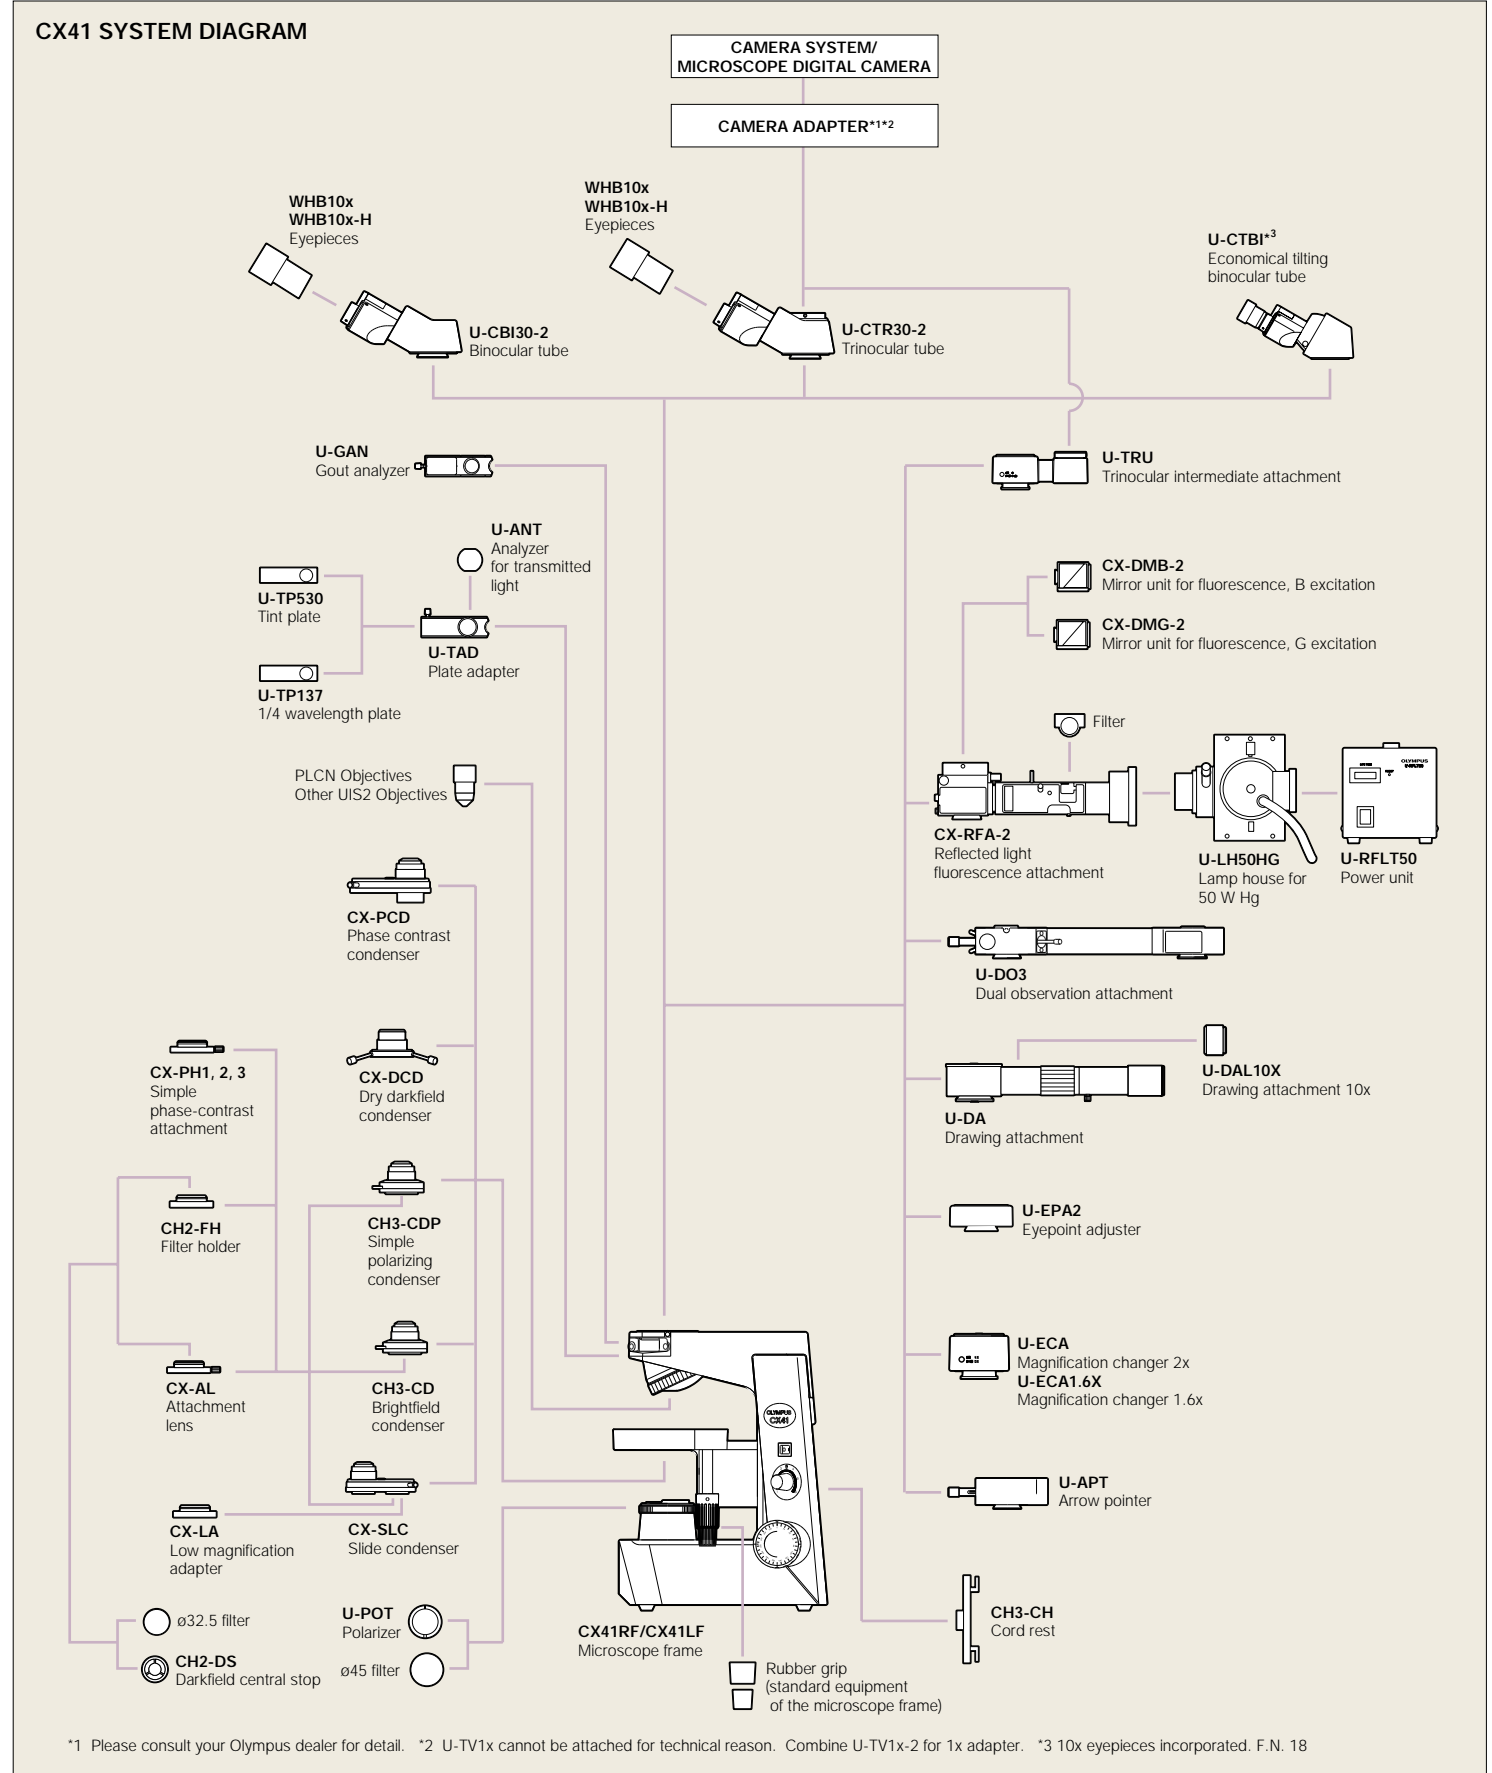 CX41 SYSTEM DIAGRAM
CAMERA SYSTEM/
MICROSCOPE DIGITAL CAMERA
CAMERA ADAPTER*1*2
WHB10x
WHB10x-H
Eyepieces
WHB10x
WHB10x-H
Eyepieces
U-CTBI*3
Economical tilting
binocular tube
U-CBI30-2
Binocular tube
U-CTR30-2
Trinocular tube
U-GAN
Gout analyzer
U-TRU
Trinocular intermediate attachment
U-ANT
Analyzer
for transmitted
light
U-TP530
Tint plate
U-TAD
Plate adapter
U-TP137
1/4 wavelength plate
CX-DMB-2
Mirror unit for fluorescence, B excitation
CX-DMG-2
Mirror unit for fluorescence, G excitation
Filter
PLCN Objectives
Other UIS2 Objectives
OLYMPUS
CX-RFA-2
Reflected light
fluorescence attachment
U-LH50HG
Lamp house for
50 W Hg
U-RFLT50
Power unit
CX-PCD
Phase contrast
condenser
U-DO3
Dual observation attachment
CX-PH1, 2, 3
Simple
phase-contrast
attachment
CX-DCD
Dry darkfield
condenser
U-DAL10X
Drawing attachment 10x
U-DA
Drawing attachment
CH2-FH
Filter holder
CH3-CDP
Simple
polarizing
condenser
U-EPA2
Eyepoint adjuster
U-ECA
Magnification changer 2x
U-ECA1.6X
Magnification changer 1.6x
CX-AL
Attachment
lens
CH3-CD
Brightfield
condenser
OLYMPUS
CX41
U-APT
Arrow pointer
CX-LA
Low magnification
adapter
CX-SLC
Slide condenser
ø32.5 filter
CH2-DS
Darkfield central stop
U-POT
Polarizer
ø45 filter
CX41RF/CX41LF
Microscope frame
Rubber grip
(standard equipment
of the microscope frame)
CH3-CH
Cord rest
*1 Please consult your Olympus dealer for detail. *2 U-TV1x cannot be attached for technical reason. Combine U-TV1x-2 for 1x adapter. *3 10x eyepieces incorporated. F.N. 18